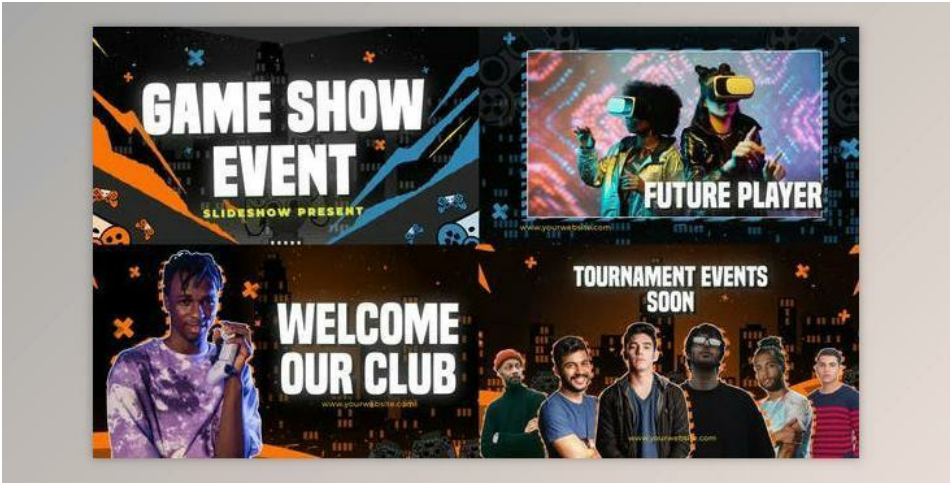 GAME SHOW
EVENT
SLIDESHOW PRESENT
FUTURE PLAYER
www.yourwebsite.com
WELCOME
OUR CLUB
www.yourwebsite.com
TOURNAMENT EVENTS
SOON
www.yourwebsite.com